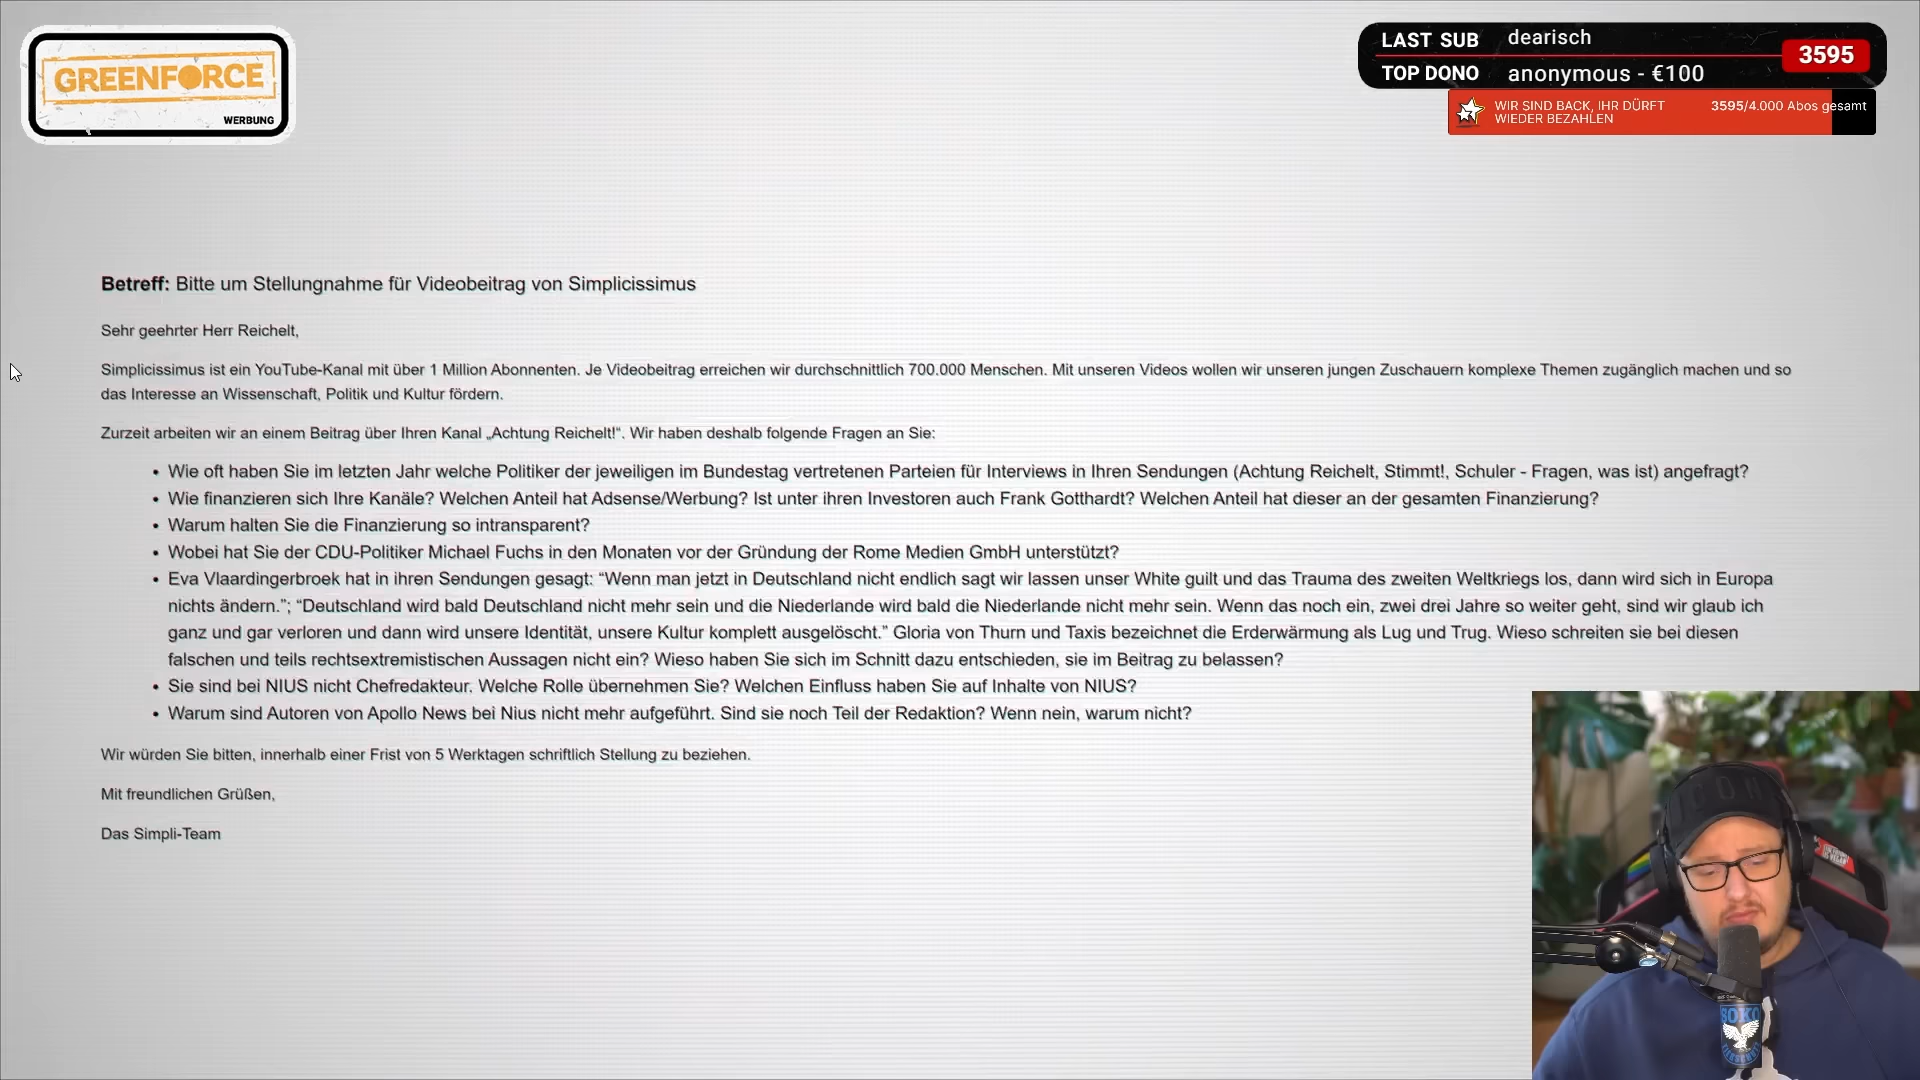 GREENFORCE
WERBUNG
LAST SUB dearisch
TOP DONO anonymous - €100
3595
WIR SIND BACK, IHR DÜRFT
WIEDER BEZAHLEN
3595/4.000 Abos gesamt
Betreff: Bitte um Stellungnahme für Videobeitrag von Simplicissimus
Sehr geehrter Herr Reichelt,
Simplicissimus ist ein YouTube-Kanal mit über 1 Million Abonnenten. Je Videobeitrag erreichen wir durchschnittlich 700.000 Menschen. Mit unseren Videos wollen wir unseren jungen Zuschauern komplexe Themen zugänglich machen und so
das Interesse an Wissenschaft, Politik und Kultur fördern.
Zurzeit arbeiten wir an einem Beitrag über Ihren Kanal „Achtung Reichelt!“. Wir haben deshalb folgende Fragen an Sie:
• Wie oft haben Sie im letzten Jahr welche Politiker der jeweiligen im Bundestag vertretenen Parteien für Interviews in Ihren Sendungen (Achtung Reichelt, Stimmt!, Schuler - Fragen, was ist) angefragt?
• Wie finanzieren sich Ihre Kanäle? Welchen Anteil hat Adsense/Werbung? Ist unter ihren Investoren auch Frank Gotthardt? Welchen Anteil hat dieser an der gesamten Finanzierung?
• Warum halten Sie die Finanzierung so intransparent?
• Wobei hat Sie der CDU-Politiker Michael Fuchs in den Monaten vor der Gründung der Rome Medien GmbH unterstützt?
• Eva Vlaardingerbroek hat in ihren Sendungen gesagt: “Wenn man jetzt in Deutschland nicht endlich sagt wir lassen unser White guilt und das Trauma des zweiten Weltkriegs los, dann wird sich in Europa
nichts ändern.”; “Deutschland wird bald Deutschland nicht mehr sein und die Niederlande wird bald die Niederlande nicht mehr sein. Wenn das noch ein, zwei drei Jahre so weiter geht, sind wir glaub ich
ganz und gar verloren und dann wird unsere Identität, unsere Kultur komplett ausgelöscht.” Gloria von Thurn und Taxis bezeichnet die Erderwärmung als Lug und Trug. Wieso schreiten sie bei diesen
falschen und teils rechtsextremistischen Aussagen nicht ein? Wieso haben Sie sich im Schnitt dazu entschieden, sie im Beitrag zu belassen?
• Sie sind bei NIUS nicht Chefredakteur. Welche Rolle übernehmen Sie? Welchen Einfluss haben Sie auf Inhalte von NIUS?
• Warum sind Autoren von Apollo News bei Nius nicht mehr aufgeführt. Sind sie noch Teil der Redaktion? Wenn nein, warum nicht?
Wir würden Sie bitten, innerhalb einer Frist von 5 Werktagen schriftlich Stellung zu beziehen.
Mit freundlichen Grüßen,
Das Simpli-Team
SOKO